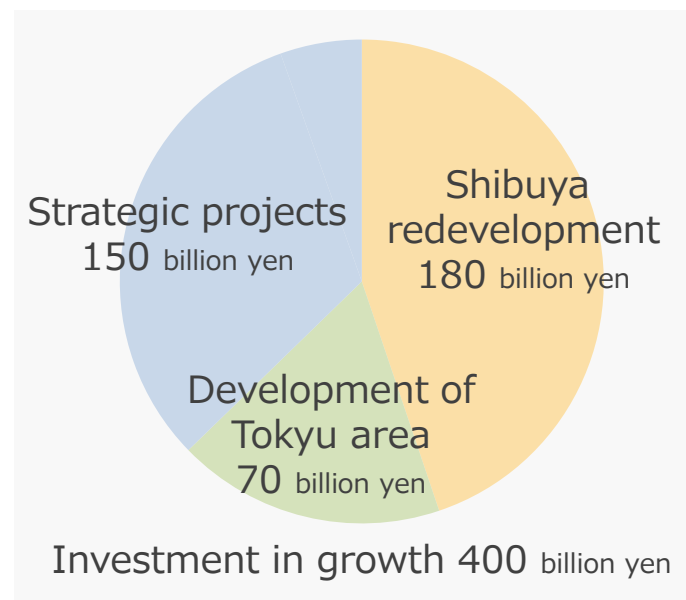 Shibuya
redevelopment
180 billion yen
Strategic projects
150 billion yen
Development of
Tokyu area
70 billion yen
Investment in growth 400 billion yen